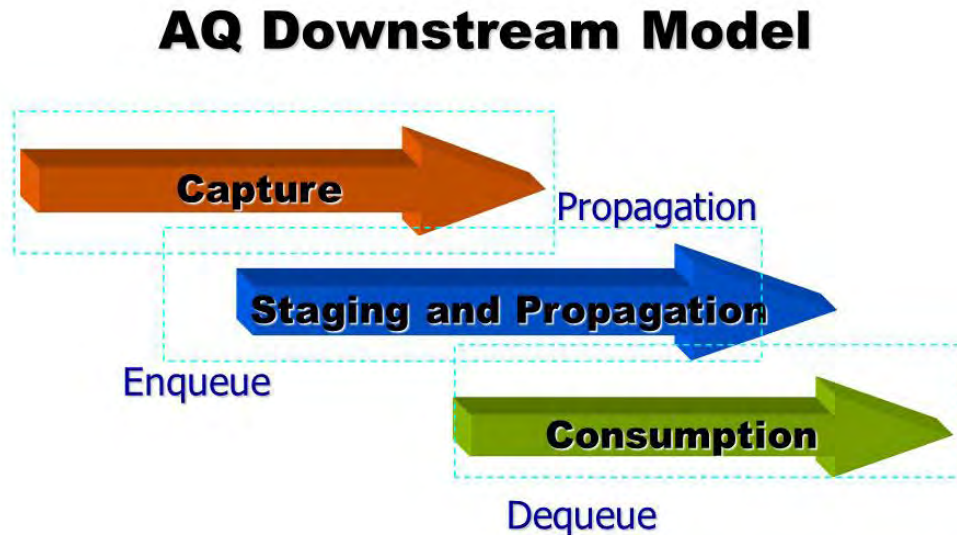 AQ Downstream Model
Capture
Propagation
Staging and Propagation
Enqueue
Consumption
Dequeue